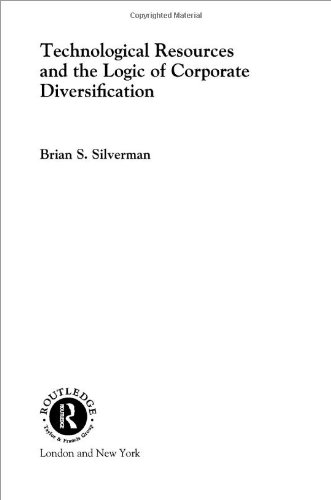 Copyrighted Material
Technological Resources
and the Logic of Corporate
Diversification
Brian S. Silverman
ROUTLEDGE
ROUTLEDGE
Taylor & Francis Group
London and New York